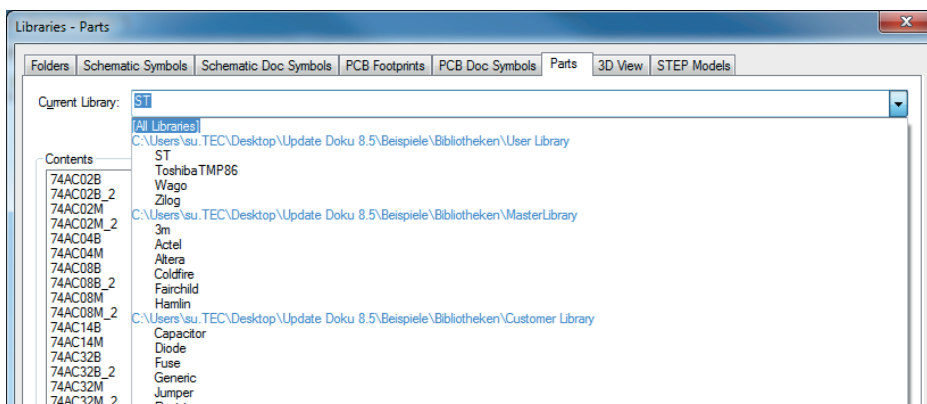 Libraries - Parts
Folders Schematic Symbols Schematic Doc Symbols PCB Footprints PCB Doc Symbols Parts 3D View STEP Models
Current Library: ST
[All Libraries]
C:\Users\su.TEC\Desktop\Update Doku 8.5\Beispiele\Bibliotheken\User Library
ST
ToshibaTMP86
Wago
Zilog
C:\Users\su.TEC\Desktop\Update Doku 8.5\Beispiele\Bibliotheken\MasterLibrary
3m
Actel
Altera
Coldfire
Fairchild
Hamlin
C:\Users\su.TEC\Desktop\Update Doku 8.5\Beispiele\Bibliotheken\Customer Library
Capacitor
Diode
Fuse
Generic
Jumper
Contents
74AC02B
74AC02B_2
74AC02M
74AC02M_2
74AC04B
74AC04M
74AC08B
74AC08B_2
74AC08M
74AC08M_2
74AC14B
74AC14M
74AC32B
74AC32B_2
74AC32M
74AC32M_2